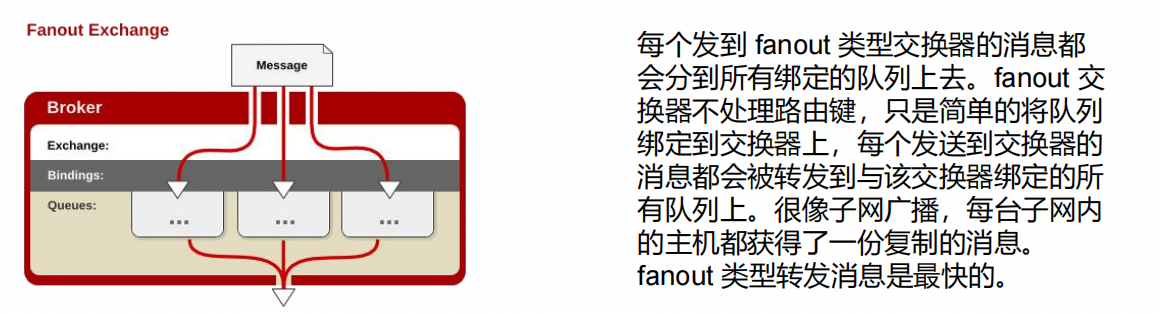 Fanout Exchange
Message
Broker
Exchange:
Bindings:
Queues:
...
...
...
每个发到 fanout 类型交换器的消息都
会分到所有绑定的队列上去。fanout 交
换器不处理路由键，只是简单的将队列
绑定到交换器上，每个发送到交换器的
消息都会被转发到与该交换器绑定的所
有队列上。很像子网广播，每台子网内
的主机都获得了一份复制的消息。
fanout 类型转发消息是最快的。